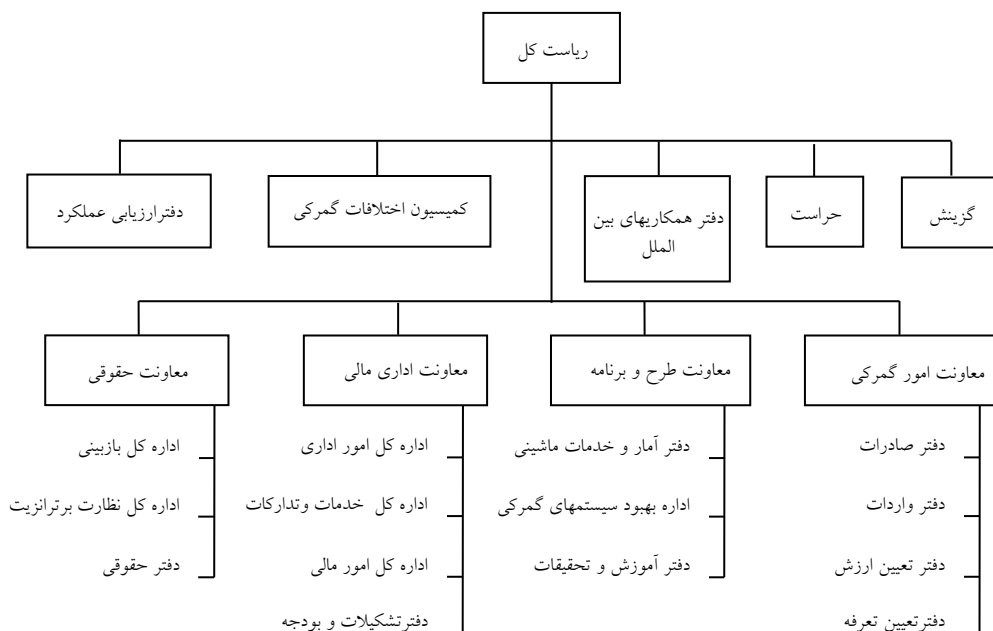 ریاست کل
گزینش
حراست
دفتر همکاریهای بین
الملل
کمیسیون اختلافات گمرکی
دفترارزیابی عملکرد
معاونت امور گمرکی
معاونت طرح و برنامه
معاونت اداری مالی
معاونت حقوقی
دفتر صادرات
دفتر واردات
دفتر تعیین ارزش
دفترتعیین تعرفه
دفتر آمار و خدمات ماشینی
اداره بهبود سیستمهای گمرکی
دفتر آموزش و تحقیقات
اداره کل امور اداری
اداره کل خدمات وتدارکات
اداره کل امور مالی
دفترتشکیلات و بودجه
اداره کل بازبینی
اداره کل نظارت برترانزیت
دفتر حقوقی